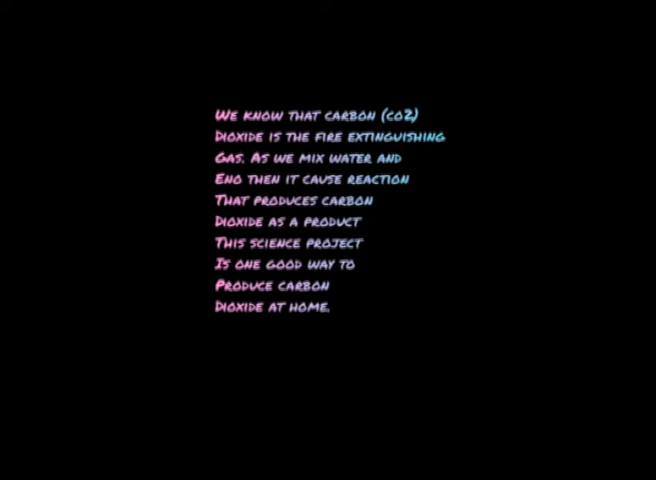 We know that carbon (co2)
Dioxide is the fire extinguishing
Gas. As we mix water and
Eno then it cause reaction
That produces carbon
Dioxide as a product
This science project
Is one good way to
Produce carbon
Dioxide at home.